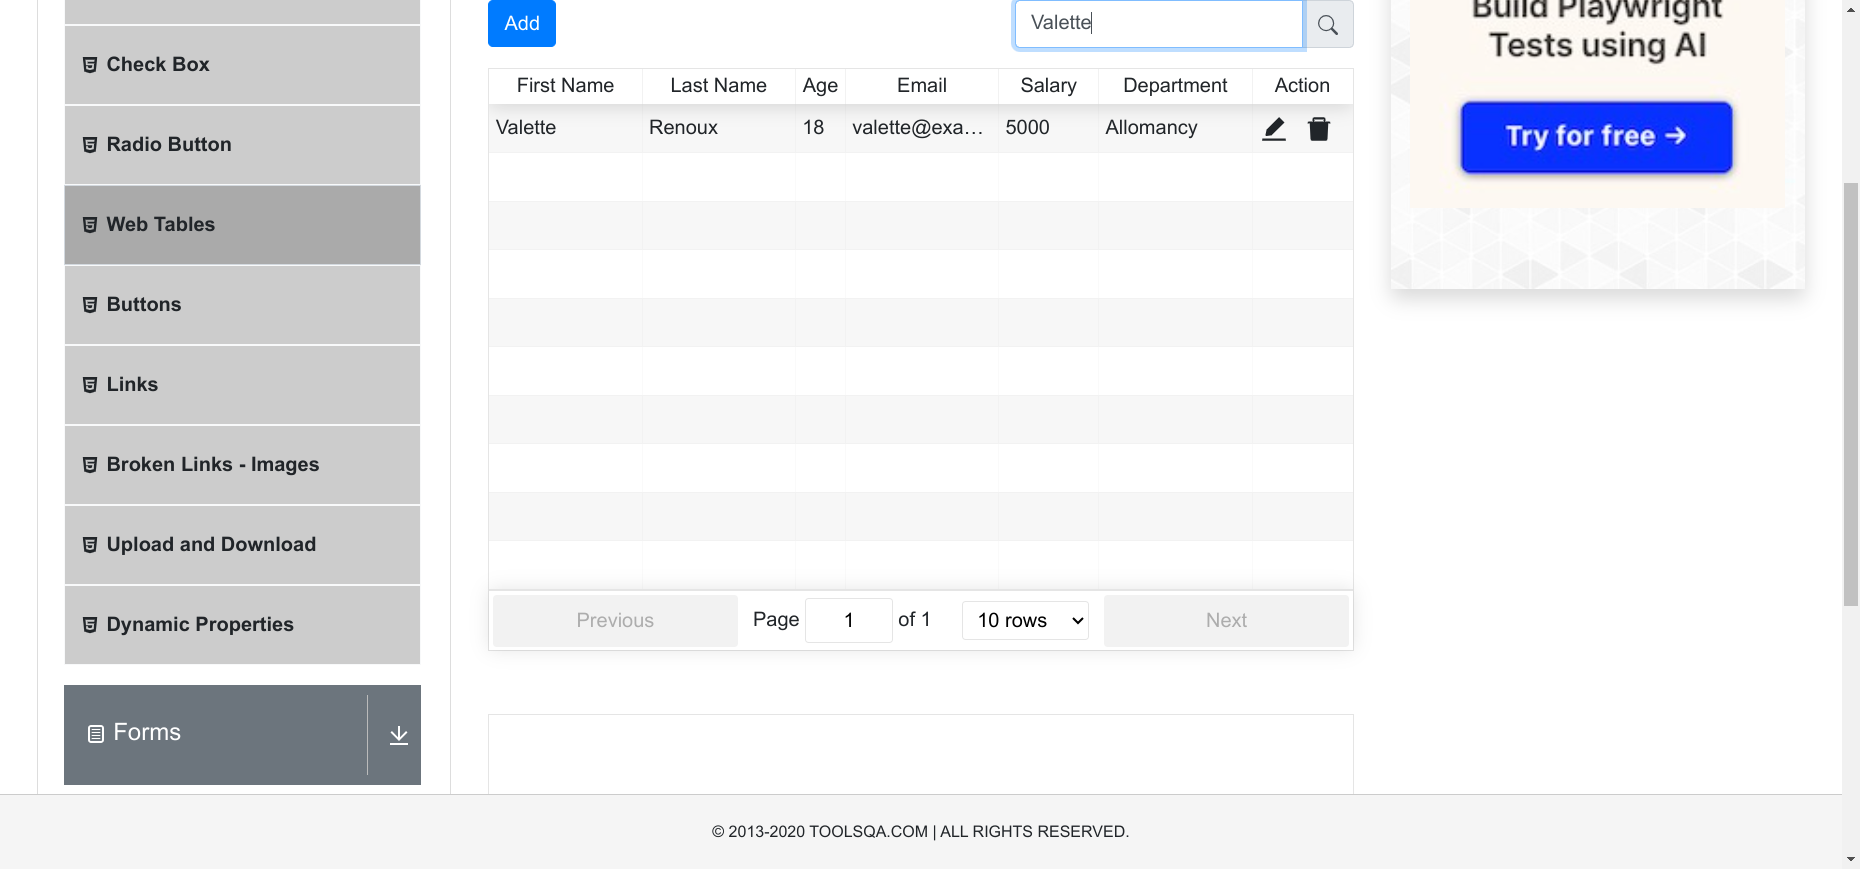 Check Box
Radio Button
Web Tables
Buttons
Links
Broken Links - Images
Upload and Download
Dynamic Properties
Forms
Add
Valette
First Name Last Name Age Email Salary Department Action
Valette Renoux 18 valette@exa... 5000 Allomancy
Previous Page 1 of 1 10 rows Next
Build Playwright
Tests using AI
Try for free →
© 2013-2020 TOOLSQA.COM | ALL RIGHTS RESERVED.